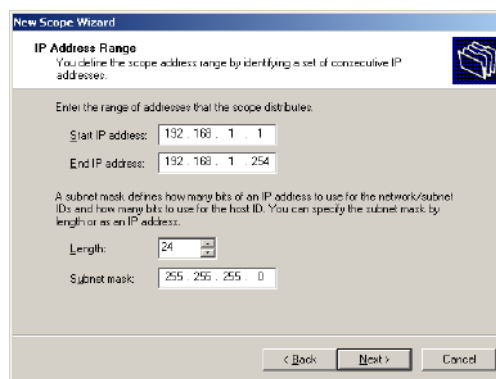 New Scope Wizard
IP Address Range
You define the scope address range by identifying a set of consecutive IP
addresses.
Enter the range of addresses that the scope distributes.
Start IP address: 192 . 168 . 1 . 1
End IP address: 192 . 168 . 1 . 254
A subnet mask defines how many bits of an IP address to use for the network/subnet
IDs and how many bits to use for the host ID. You can specify the subnet mask by
length or as an IP address.
Length: 24
Subnet mask: 255 . 255 . 255 . 0
< Back Next > Cancel